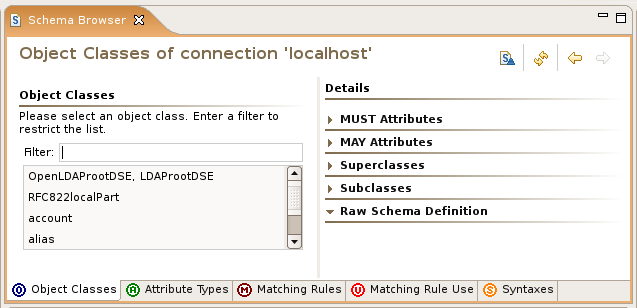 Schema Browser
Object Classes of connection 'localhost'
Object Classes
Please select an object class. Enter a filter to
restrict the list.
Filter:
OpenLDAProotDSE, LDAProotDSE
RFC822localPart
account
alias
Details
MUST Attributes
MAY Attributes
Superclasses
Subclasses
Raw Schema Definition
O Object Classes
A Attribute Types
M Matching Rules
U Matching Rule Use
S Syntaxes